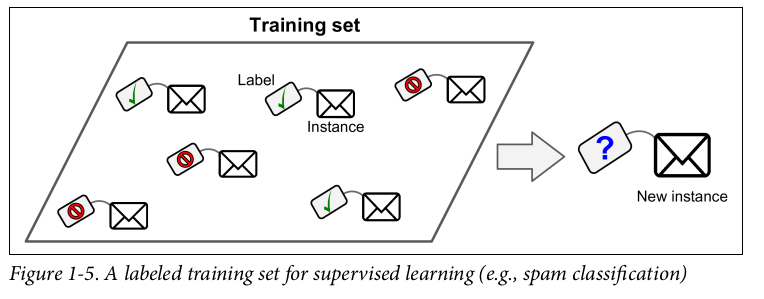 Training set
Label
Instance
?
New instance
Figure 1-5. A labeled training set for supervised learning (e.g., spam classification)